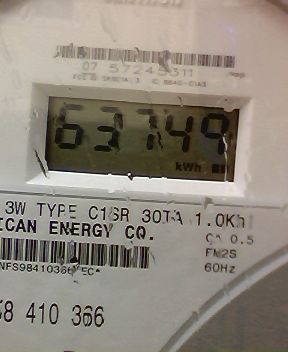 07 57245311
63749
kWh
3W TYPE C1SR 30TA 1.0Kh
ICAN ENERGY CO. CA 0.5
FM2S
60Hz
58 410 366